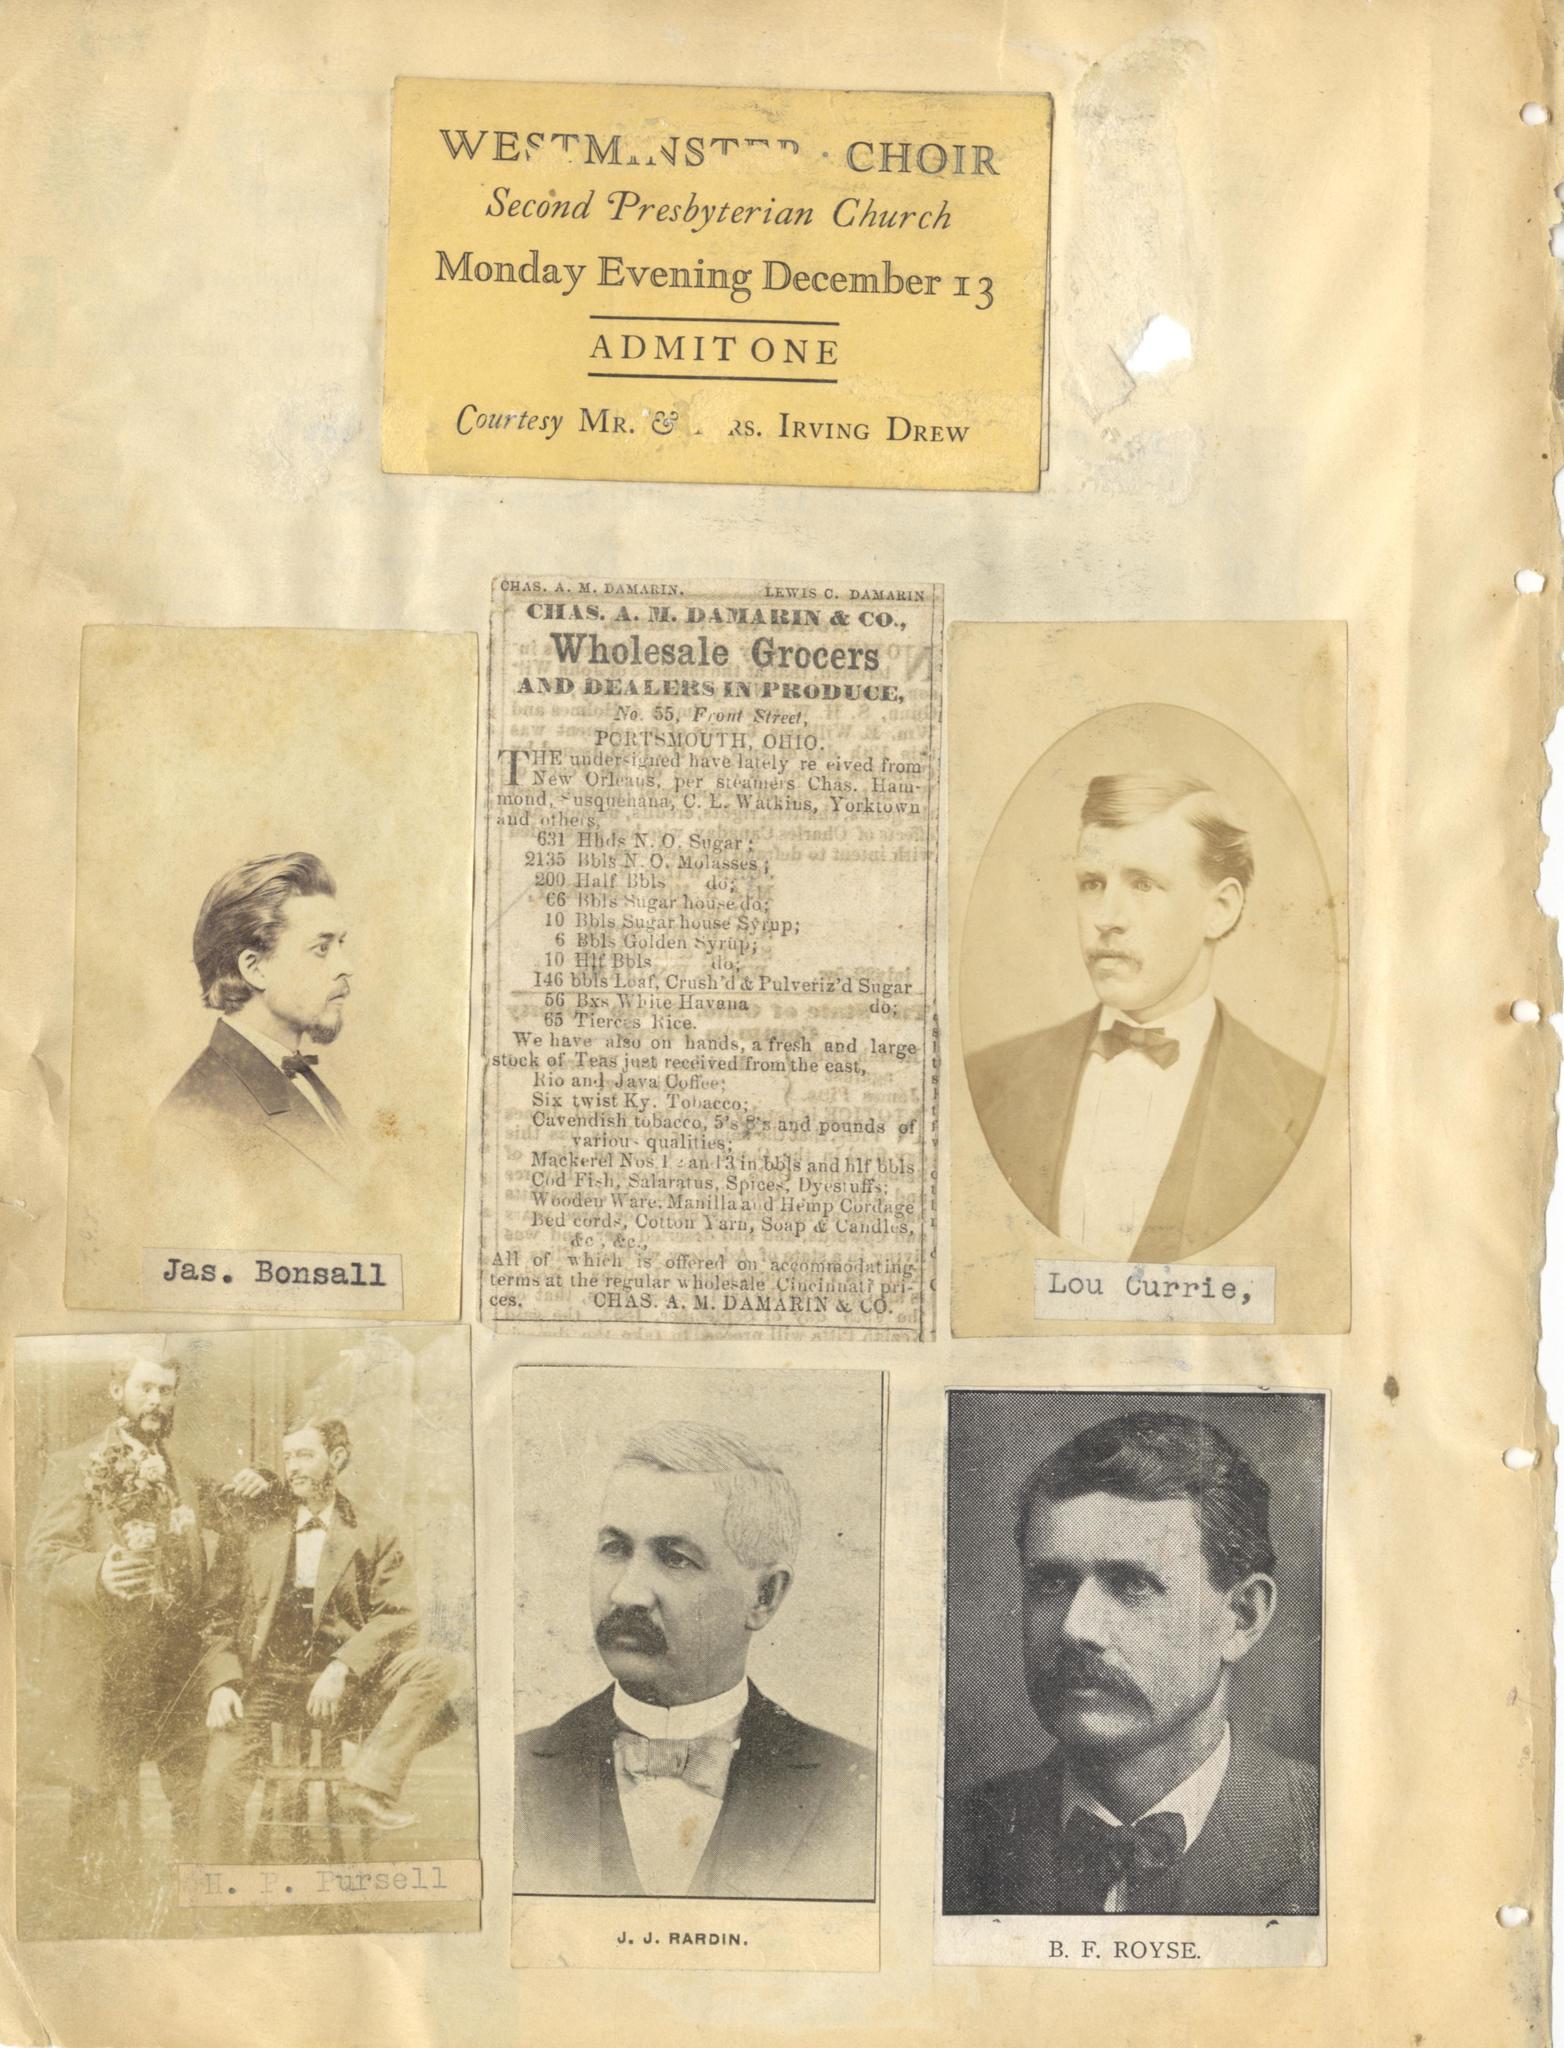 WESTMINSTER · CHOIR
Second Presbyterian Church
Monday Evening December 13
ADMIT ONE
Courtesy MR. & MRS. IRVING DREW
CHAS. A. M. DAMARIN. LEWIS C. DAMARIN
CHAS. A. M. DAMARIN & CO.,
Wholesale Grocers
AND DEALERS IN PRODUCE,
No. 55, Front Street,
PORTSMOUTH, OHIO.
THE undersigned have lately re eived from
New Orleans, per steamers Chas. Ham-
mond, Susquehana, C. L. Watkins, Yorktown
and others,
631 Hhds N. O. Sugar;
2135 Bbls N. O. Molasses;
200 Half Bbls do;
66 Bbls Sugar house do;
10 Bbls Sugar house Syrup;
6 Bbls Golden Syrup;
10 Hlf Bbls do;
146 bbls Loaf, Crush'd & Pulveriz'd Sugar
56 Bxs White Havana do;
65 Tierces Rice.
We have also on hands, a fresh and large
stock of Teas just received from the east,
Rio and Java Coffee;
Six twist Ky. Tobacco;
Cavendish tobacco, 5's 8's and pounds of
variou- qualities;
Mackerel Nos 1 2 and 3 in bbls and hlf bbls
Cod Fish, Salaratus, Spices, Dyestuffs;
Wooden Ware, Manilla and Hemp Cordage
Bed cords, Cotton Yarn, Soap & Candles,
&c , &c.,
All of which is offered on accommodating
terms at the regular wholesale Cincinnati pri-
ces. CHAS. A. M. DAMARIN & CO.
Jas. Bonsall
Lou Currie,
H. P. Pursell
J. J. RARDIN.
B. F. ROYSE.